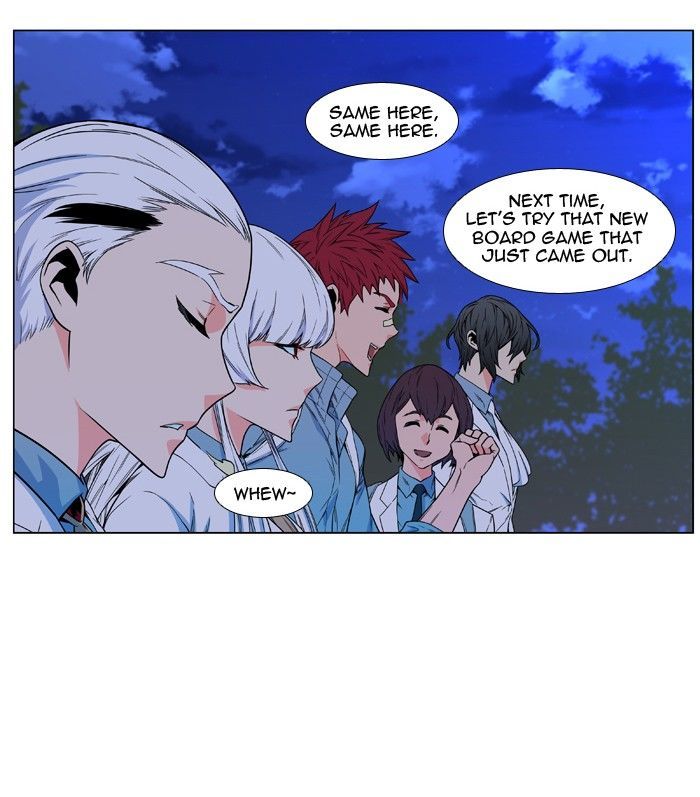 SAME HERE,
SAME HERE.
NEXT TIME,
LET'S TRY THAT NEW
BOARD GAME THAT
JUST CAME OUT.
WHEW~